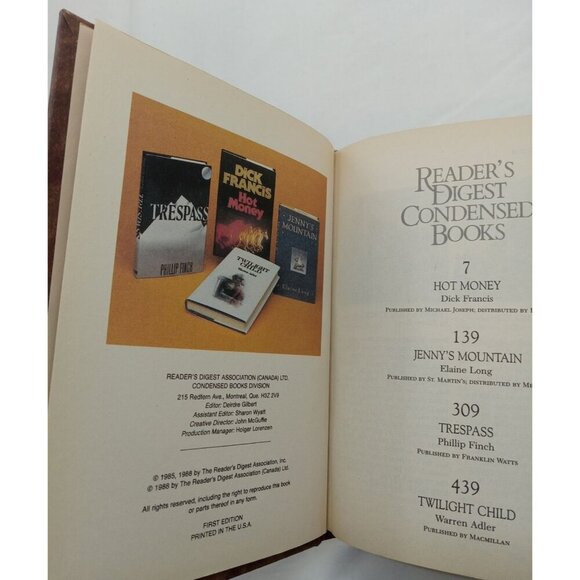 TRESPASS
PHILLIP FINCH
DICK
FRANCIS
Hot
Money
JENNY'S
MOUNTAIN
Elaine Long
TWILIGHT
CHILD
Warren Adler
READER'S DIGEST ASSOCIATION (CANADA) LTD.
CONDENSED BOOKS DIVISION
215 Redfern Ave., Montreal, Que. H3Z 2V9
Editor: Deirdre Gilbert
Assistant Editor: Sharon Wyatt
Creative Director: John McGuffie
Production Manager: Holger Lorenzen
© 1985, 1988 by The Reader's Digest Association, Inc.
© 1988 by The Reader's Digest Association (Canada) Ltd.
All rights reserved, including the right to reproduce this book
or parts thereof in any form.
FIRST EDITION
PRINTED IN THE U.S.A.
READER'S
DIGEST
CONDENSED
BOOKS
7
HOT MONEY
Dick Francis
PUBLISHED BY MICHAEL JOSEPH; DISTRIBUTED BY
139
JENNY'S MOUNTAIN
Elaine Long
PUBLISHED BY ST. MARTIN'S; DISTRIBUTED BY
309
TRESPASS
Phillip Finch
PUBLISHED BY FRANKLIN WATTS
439
TWILIGHT CHILD
Warren Adler
PUBLISHED BY MACMILLAN